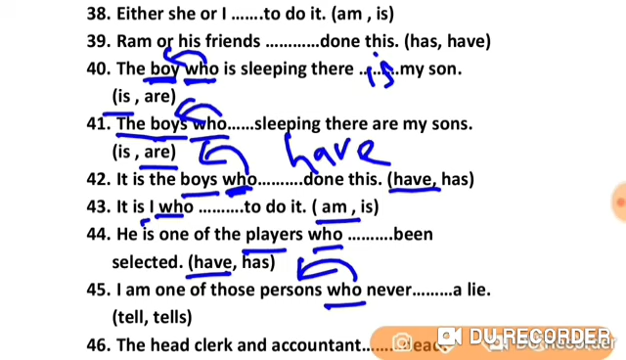 38. Either she or I .......to do it. (am , is)
39. Ram or his friends ............done this. (has, have)
40. The boy who is sleeping there ..is..my son.
(is, are)
41. The boys who......sleeping there are my sons.
(is , are)
have
42. It is the boys who..........done this. (have, has)
43. It is I who ..........to do it. ( am , is)
44. He is one of the players who ..........been
selected. (have, has)
45. I am one of those persons who never.........a lie.
(tell, tells)
DU RECORDER
DU RECORDER
46. The head clerk and accountant